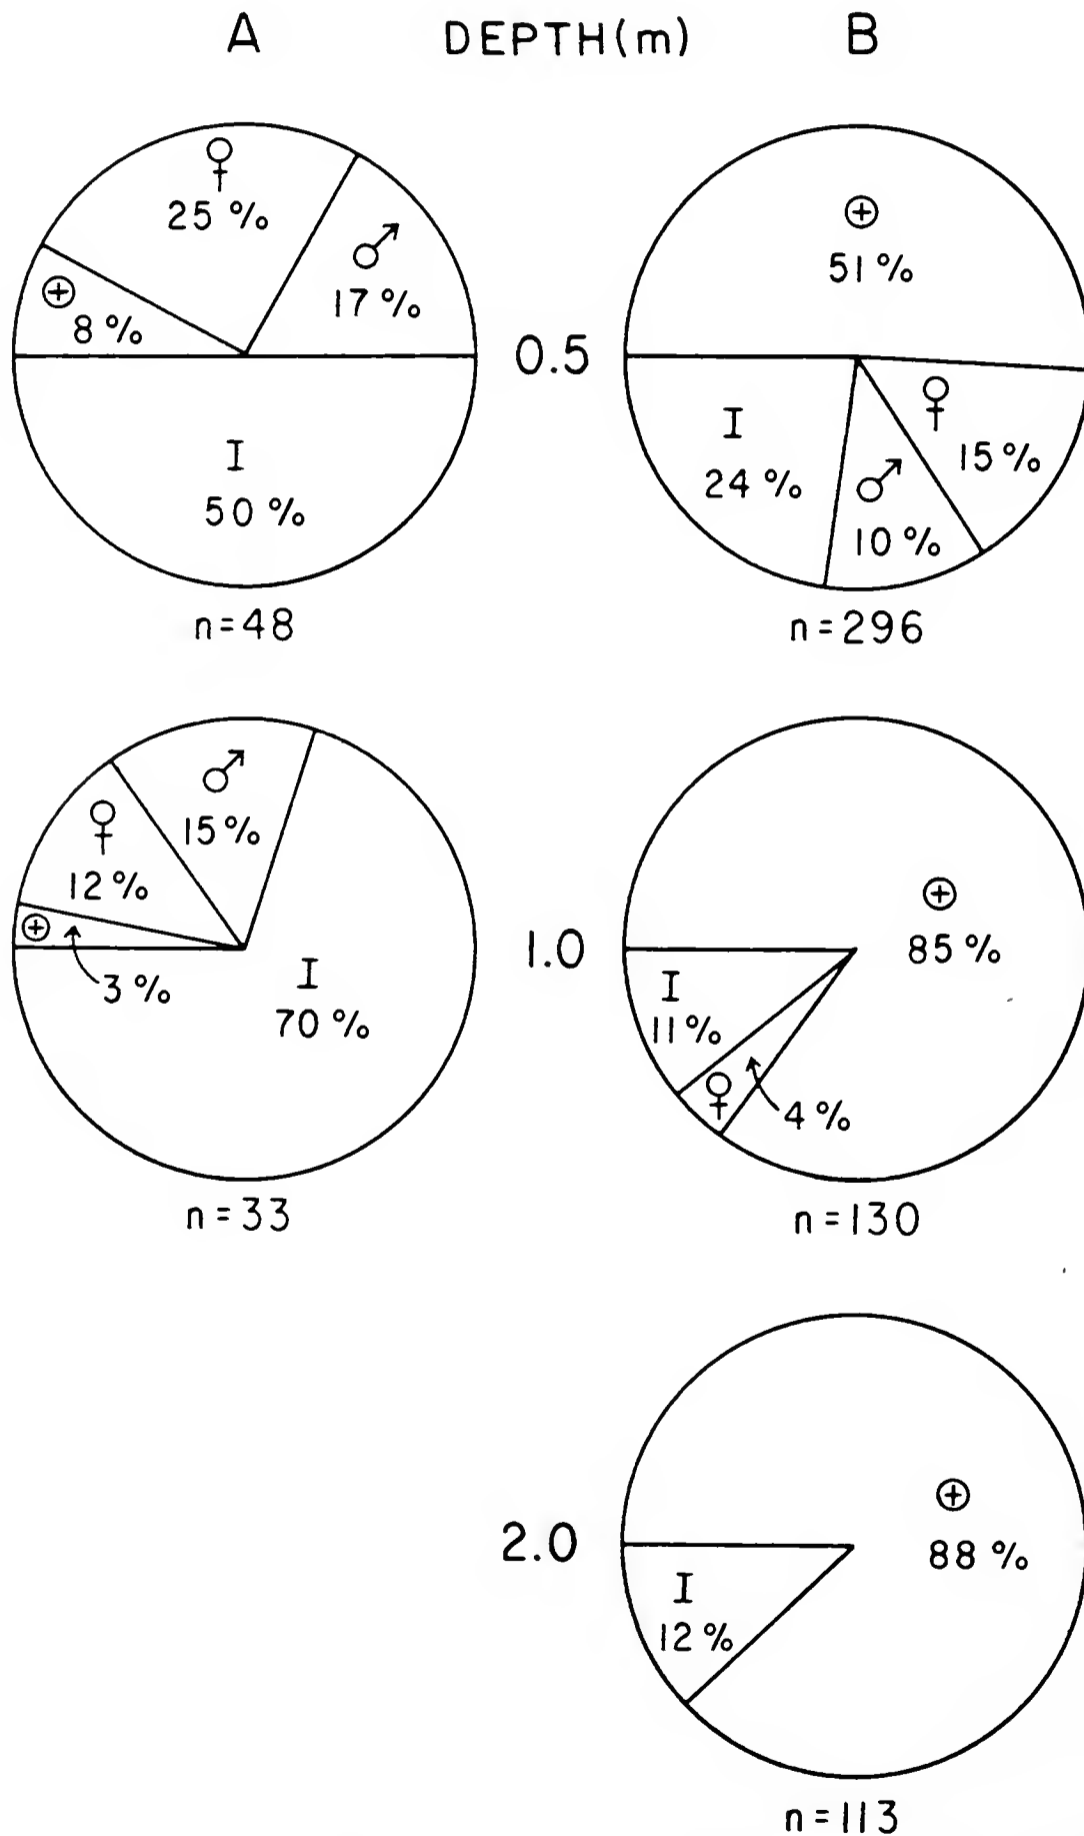 A DEPTH(m) B
♀
25 %
♂
17 %
⊕
8 %
I
50 %
n=48
0.5
⊕
51 %
♀
15 %
♂
10 %
I
24 %
n=296
♂
15 %
♀
12 %
⊕
3 %
I
70 %
n=33
1.0
⊕
85 %
I
11 %
♀
4 %
n=130
2.0
⊕
88 %
I
12 %
n=113